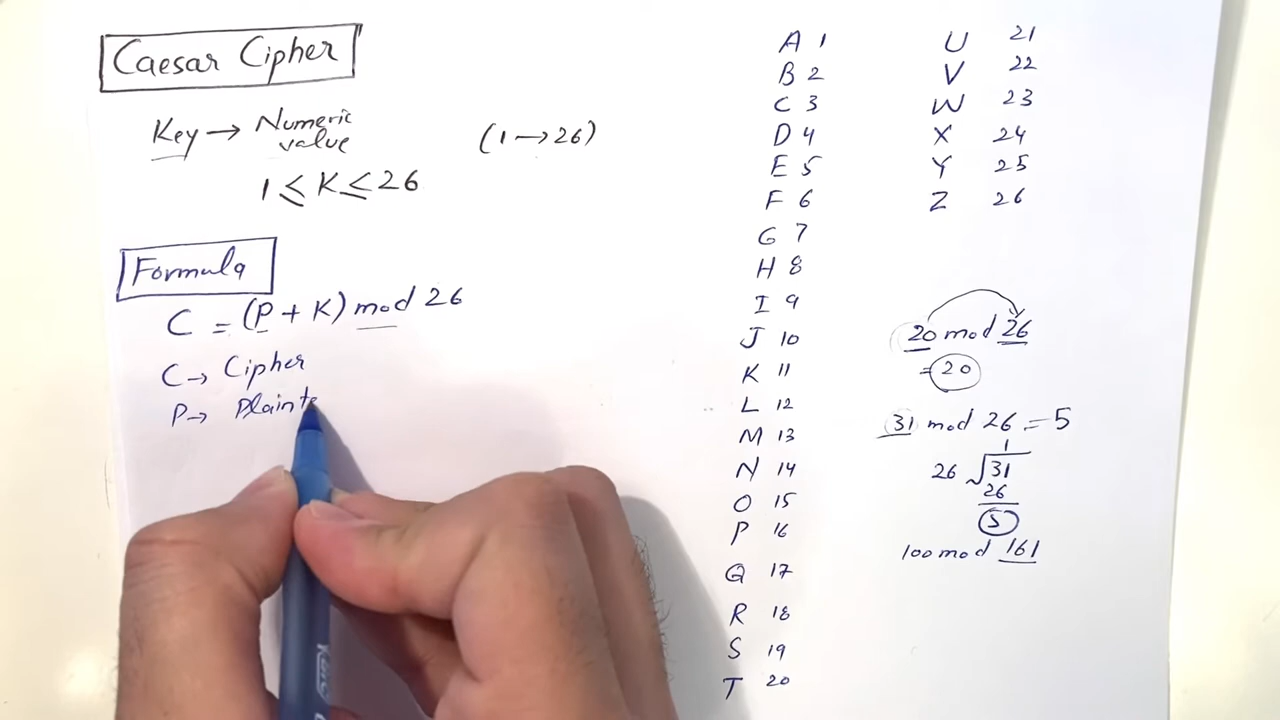 Caesar Cipher
Key → Numeric value
(1 → 26)
1 ≤ K ≤ 26
Formula
C = (P + K) mod 26
C → Cipher
P → Plainte
A 1
B 2
C 3
D 4
E 5
F 6
G 7
H 8
I 9
J 10
K 11
L 12
M 13
N 14
O 15
P 16
Q 17
R 18
S 19
T 20
U 21
V 22
W 23
X 24
Y 25
Z 26
20 mod 26
= 20
31 mod 26 = 5
1
26 √31
26
5
100 mod 161